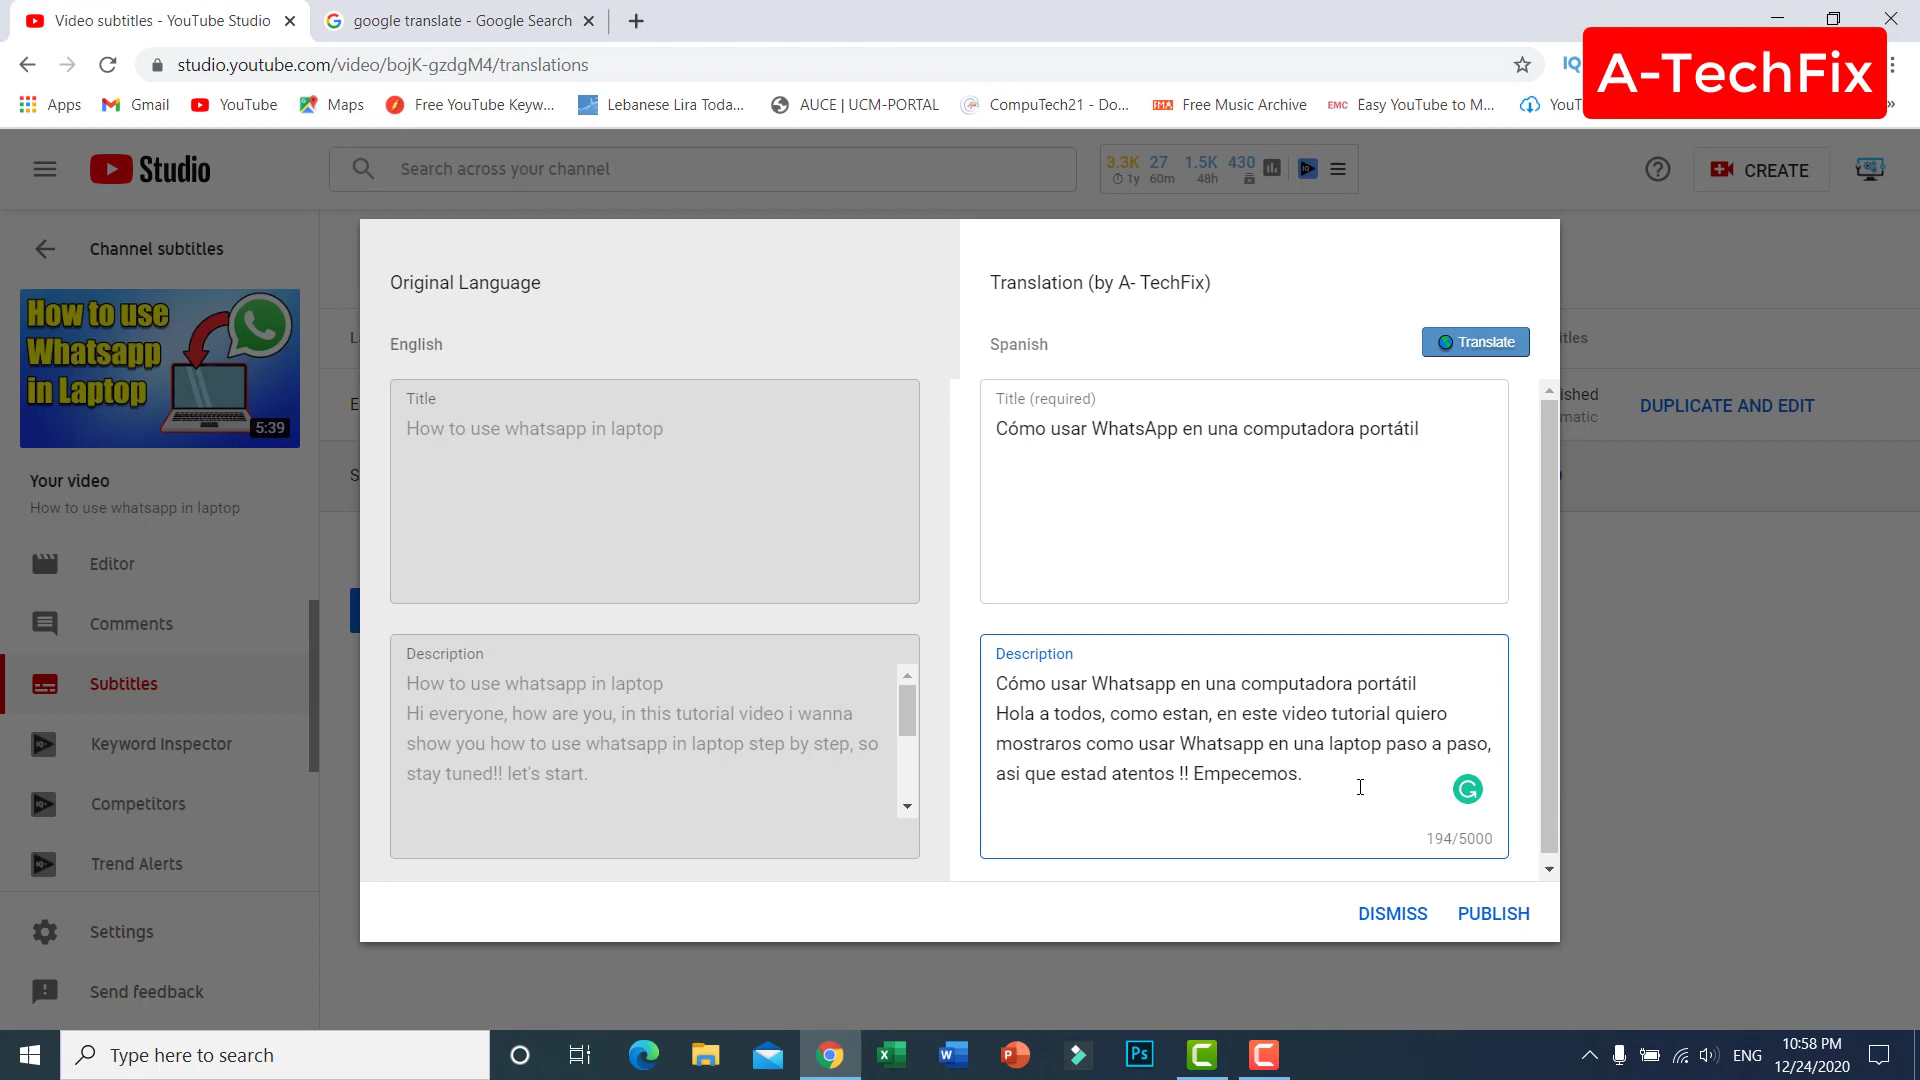 Video subtitles - YouTube Studio
google translate - Google Search
studio.youtube.com/video/bojK-gzdgM4/translations
IQ
A-TechFix
Apps
Gmail
YouTube
Maps
Free YouTube Keyw...
Lebanese Lira Toda...
AUCE | UCM-PORTAL
CompuTech21 - Do...
Free Music Archive
EMC Easy YouTube to M...
YouT
»
Studio
Search across your channel
3.3K 27 1.5K 430
1y 60m 48h
CREATE
Channel subtitles
How to use
Whatsapp
in Laptop
5:39
Your video
How to use whatsapp in laptop
Editor
Comments
Subtitles
Keyword Inspector
Competitors
Trend Alerts
Settings
Send feedback
Original Language
English
Title
How to use whatsapp in laptop
Description
How to use whatsapp in laptop
Hi everyone, how are you, in this tutorial video i wanna
show you how to use whatsapp in laptop step by step, so
stay tuned!! let's start.
Translation (by A- TechFix)
Spanish
Translate
Title (required)
Cómo usar WhatsApp en una computadora portátil
Description
Cómo usar Whatsapp en una computadora portátil
Hola a todos, como estan, en este video tutorial quiero
mostraros como usar Whatsapp en una laptop paso a paso,
asi que estad atentos !! Empecemos.
194/5000
DISMISS
PUBLISH
itles
ished
matic
DUPLICATE AND EDIT
Type here to search
Ps
ENG
10:58 PM
12/24/2020